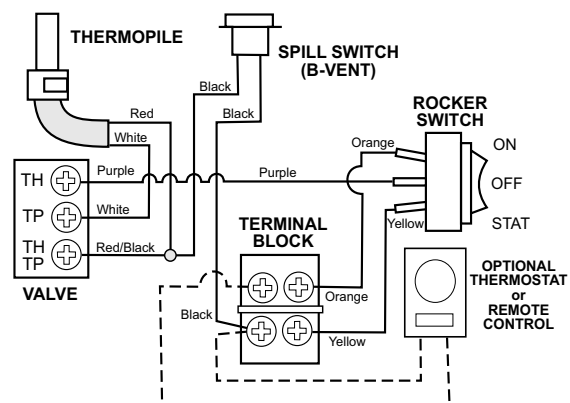 THERMOPILE
SPILL SWITCH
(B-VENT)
Black
Red
Black
White
ROCKER
SWITCH
Orange
ON
TH
Purple
Purple
OFF
TP
White
Yellow
STAT
TH
TP
Red/Black
TERMINAL
BLOCK
VALVE
OPTIONAL
THERMOSTAT
or
REMOTE
CONTROL
Orange
Black
Yellow